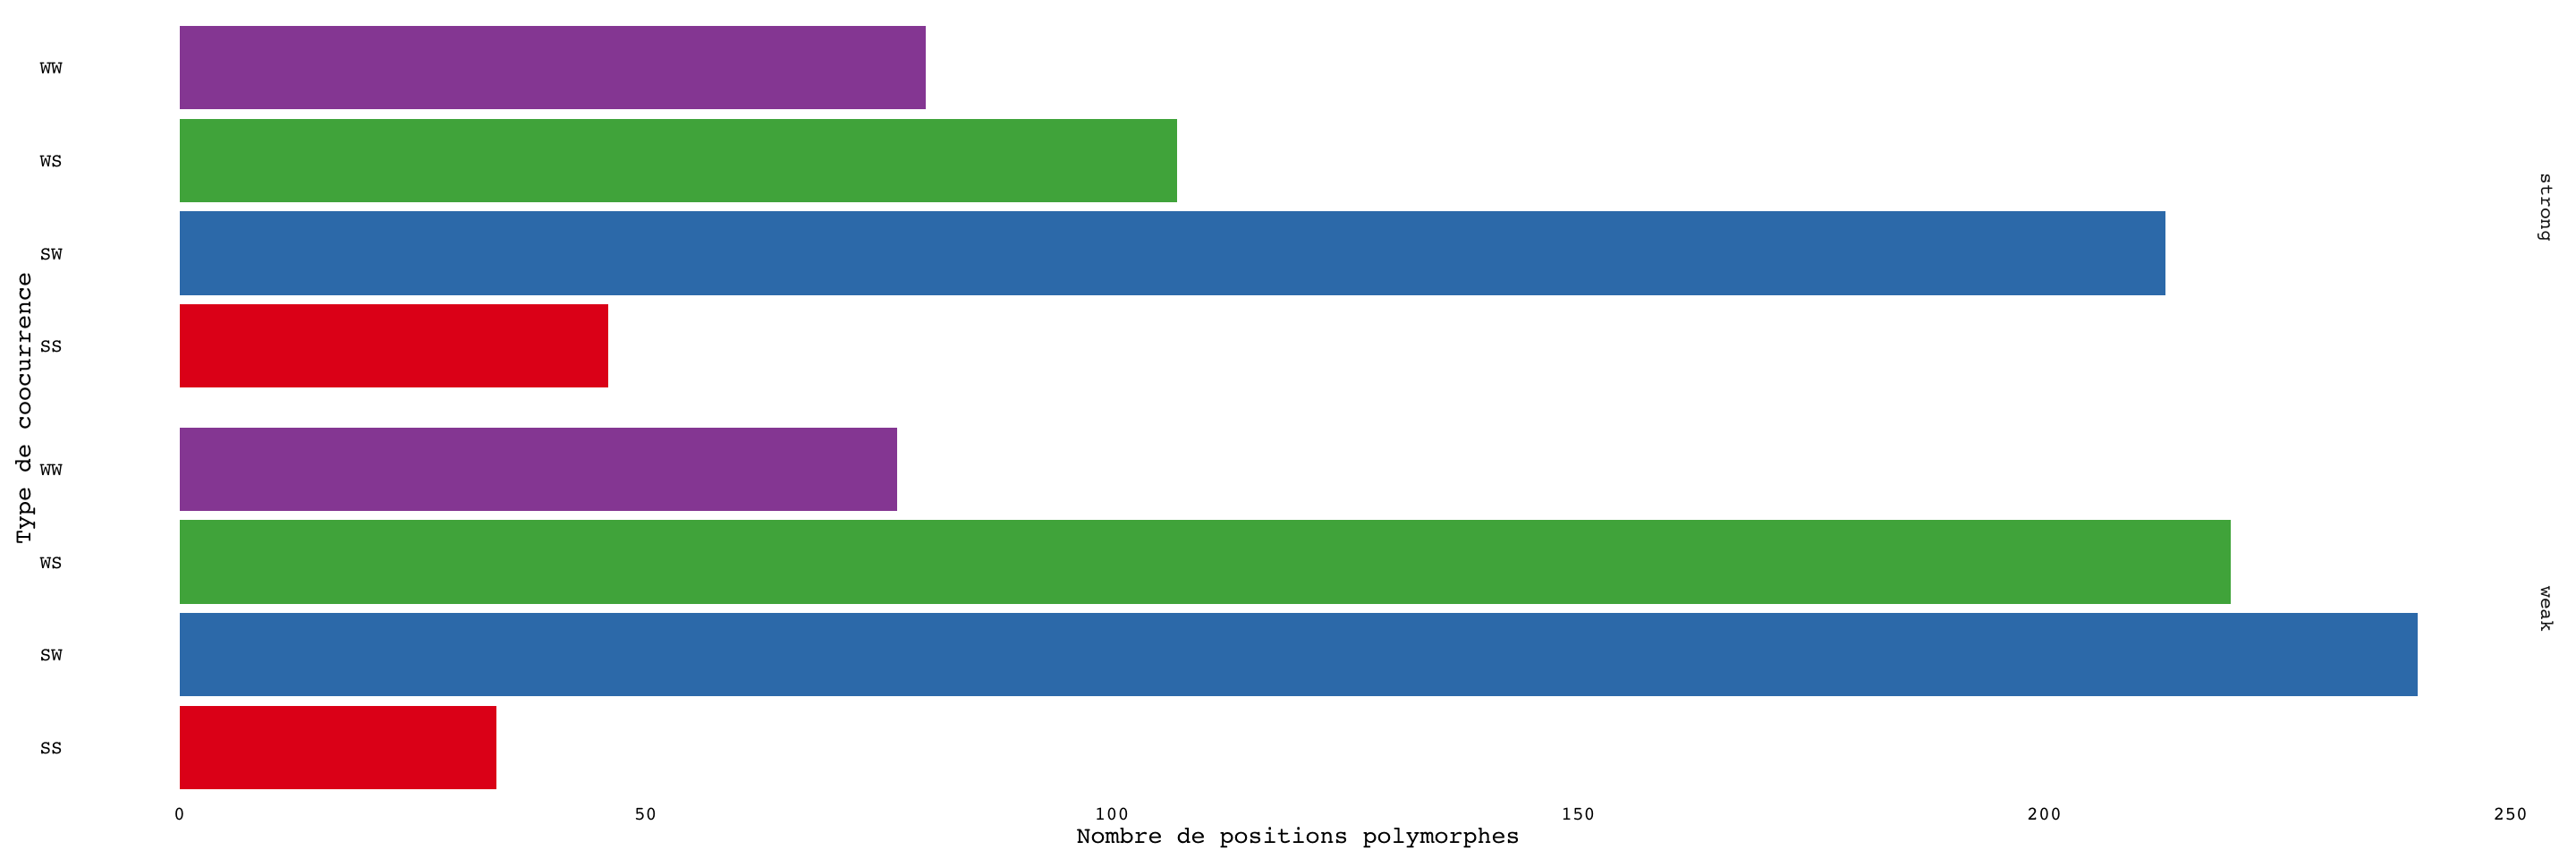 WW
WS
SW
SS
strong
WW
WS
SW
SS
weak
Type de coocurrence
0 50 100 150 200 250
Nombre de positions polymorphes